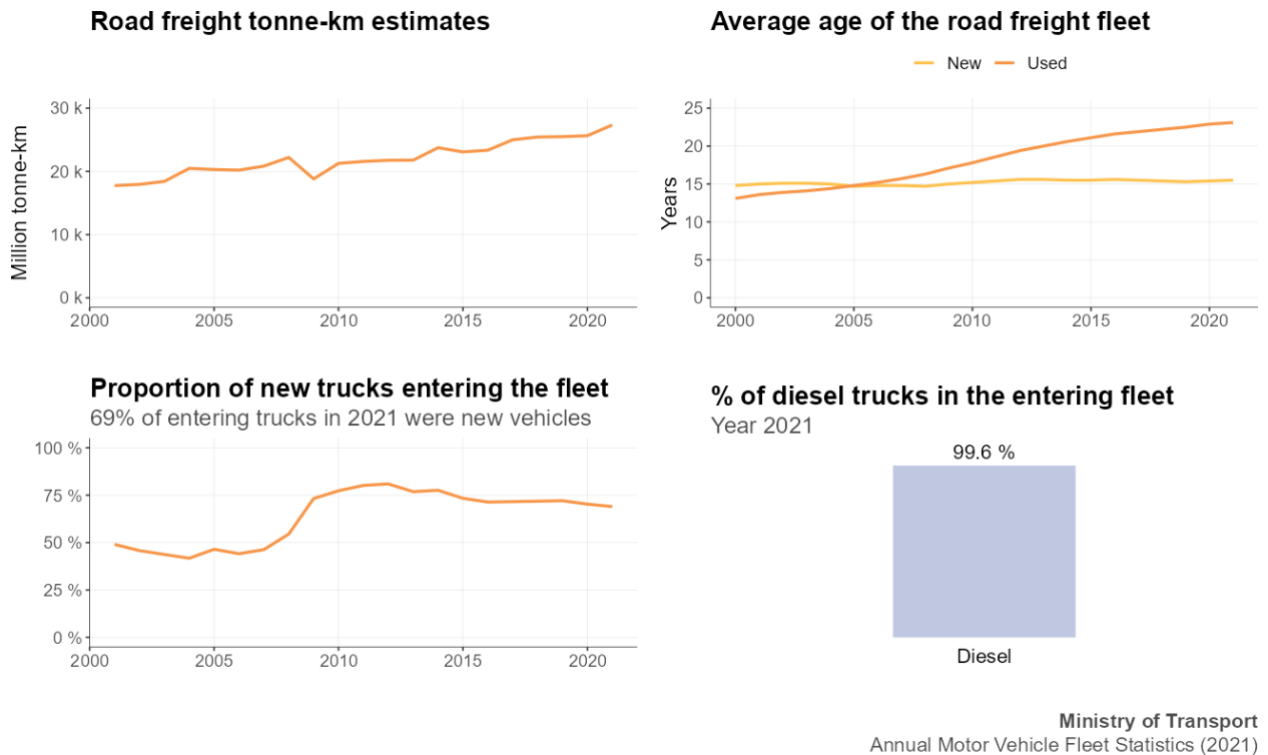 Road freight tonne-km estimates
Million tonne-km
30 k
20 k
10 k
0 k
2000 2005 2010 2015 2020
Average age of the road freight fleet
New Used
Years
25
20
15
10
5
0
2000 2005 2010 2015 2020
Proportion of new trucks entering the fleet
69% of entering trucks in 2021 were new vehicles
100 %
75 %
50 %
25 %
0 %
2000 2005 2010 2015 2020
% of diesel trucks in the entering fleet
Year 2021
99.6 %
Diesel
Ministry of Transport
Annual Motor Vehicle Fleet Statistics (2021)